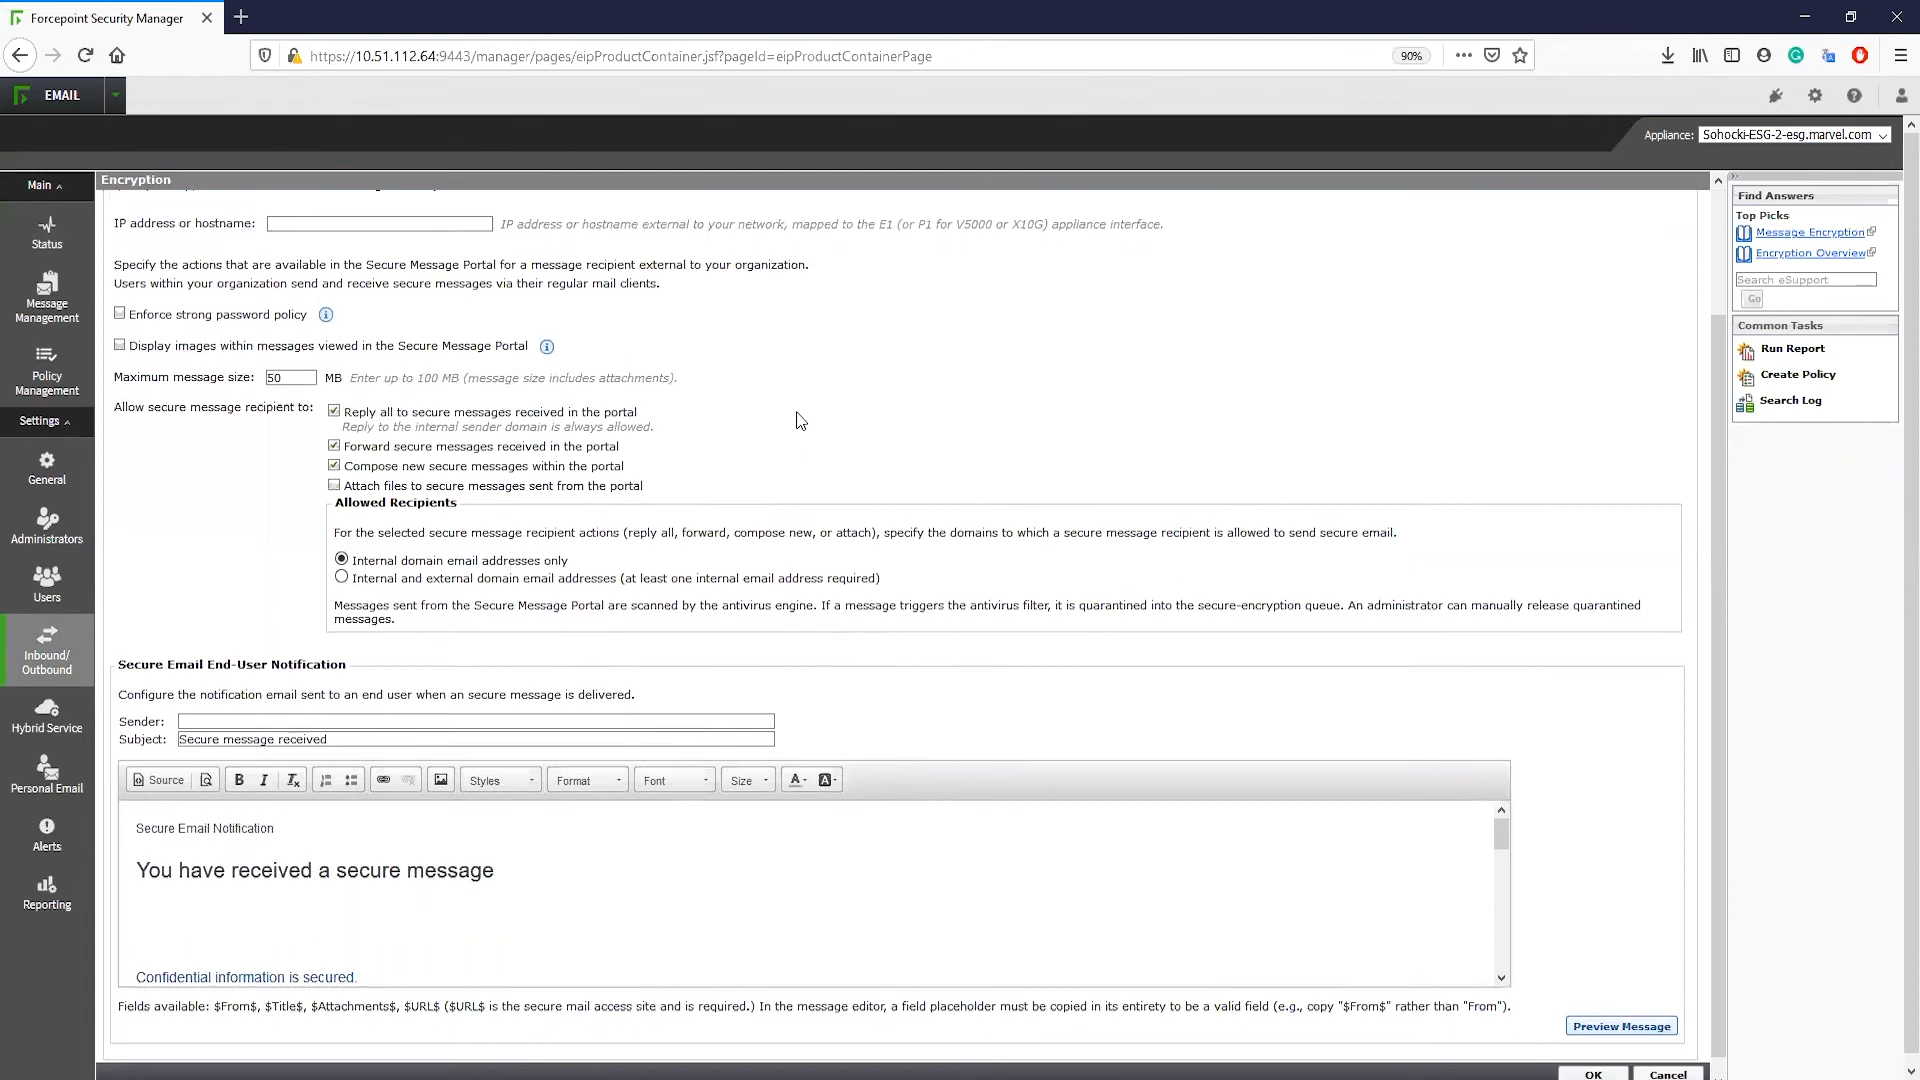 Forcepoint Security Manager
https://10.51.112.64:9443/manager/pages/eipProductContainer.jsf?pageId=eipProductContainerPage
90%
EMAIL
Appliance: Sohocki-ESG-2-esg.marvel.com
Main
Status
Message
Management
Policy
Management
Settings
General
Administrators
Users
Inbound/
Outbound
Hybrid Service
Personal Email
Alerts
Reporting
Encryption
IP address or hostname:
IP address or hostname external to your network, mapped to the E1 (or P1 for V5000 or X10G) appliance interface.
Specify the actions that are available in the Secure Message Portal for a message recipient external to your organization.
Users within your organization send and receive secure messages via their regular mail clients.
Enforce strong password policy
Display images within messages viewed in the Secure Message Portal
Maximum message size: 50 MB Enter up to 100 MB (message size includes attachments).
Allow secure message recipient to:
Reply all to secure messages received in the portal
Reply to the internal sender domain is always allowed.
Forward secure messages received in the portal
Compose new secure messages within the portal
Attach files to secure messages sent from the portal
Allowed Recipients
For the selected secure message recipient actions (reply all, forward, compose new, or attach), specify the domains to which a secure message recipient is allowed to send secure email.
Internal domain email addresses only
Internal and external domain email addresses (at least one internal email address required)
Messages sent from the Secure Message Portal are scanned by the antivirus engine. If a message triggers the antivirus filter, it is quarantined into the secure-encryption queue. An administrator can manually release quarantined
messages.
Secure Email End-User Notification
Configure the notification email sent to an end user when an secure message is delivered.
Sender:
Subject: Secure message received
Source B I Tx Styles Format Font Size A A
Secure Email Notification
You have received a secure message
Confidential information is secured.
Fields available: $From$, $Title$, $Attachments$, $URL$ ($URL$ is the secure mail access site and is required.) In the message editor, a field placeholder must be copied in its entirety to be a valid field (e.g., copy "$From$" rather than "From").
Preview Message
OK Cancel
Find Answers
Top Picks
Message Encryption
Encryption Overview
Search eSupport
Go
Common Tasks
Run Report
Create Policy
Search Log